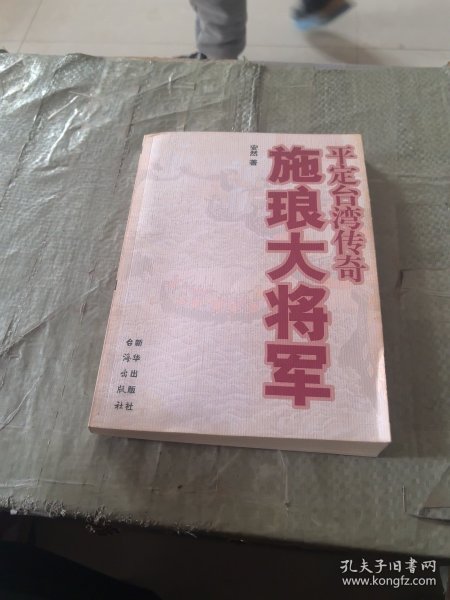 平定台湾传奇
施琅大将军
安然 著
新华出版社
台海出版社
孔夫子旧书网
www.kongfz.com